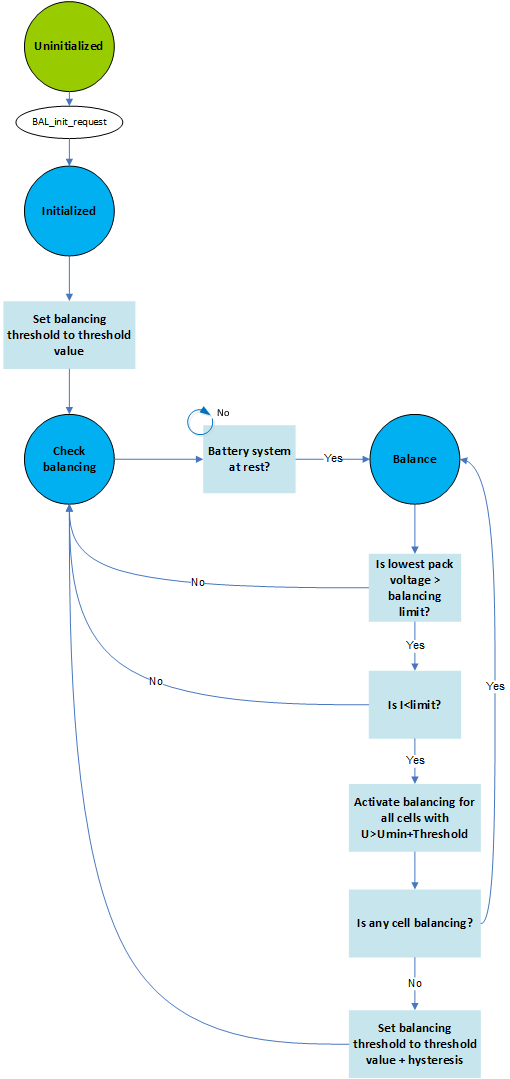 Uninitialized
BAL_init_request
Initialized
Set balancing
threshold to threshold
value
Check
balancing
No
Battery system
at rest?
Yes
Balance
Is lowest pack
voltage >
balancing
limit?
No
Yes
Is I<limit?
No
Yes
Yes
Activate balancing for
all cells with
U>Umin+Threshold
Is any cell balancing?
No
Set balancing
threshold to threshold
value + hysteresis